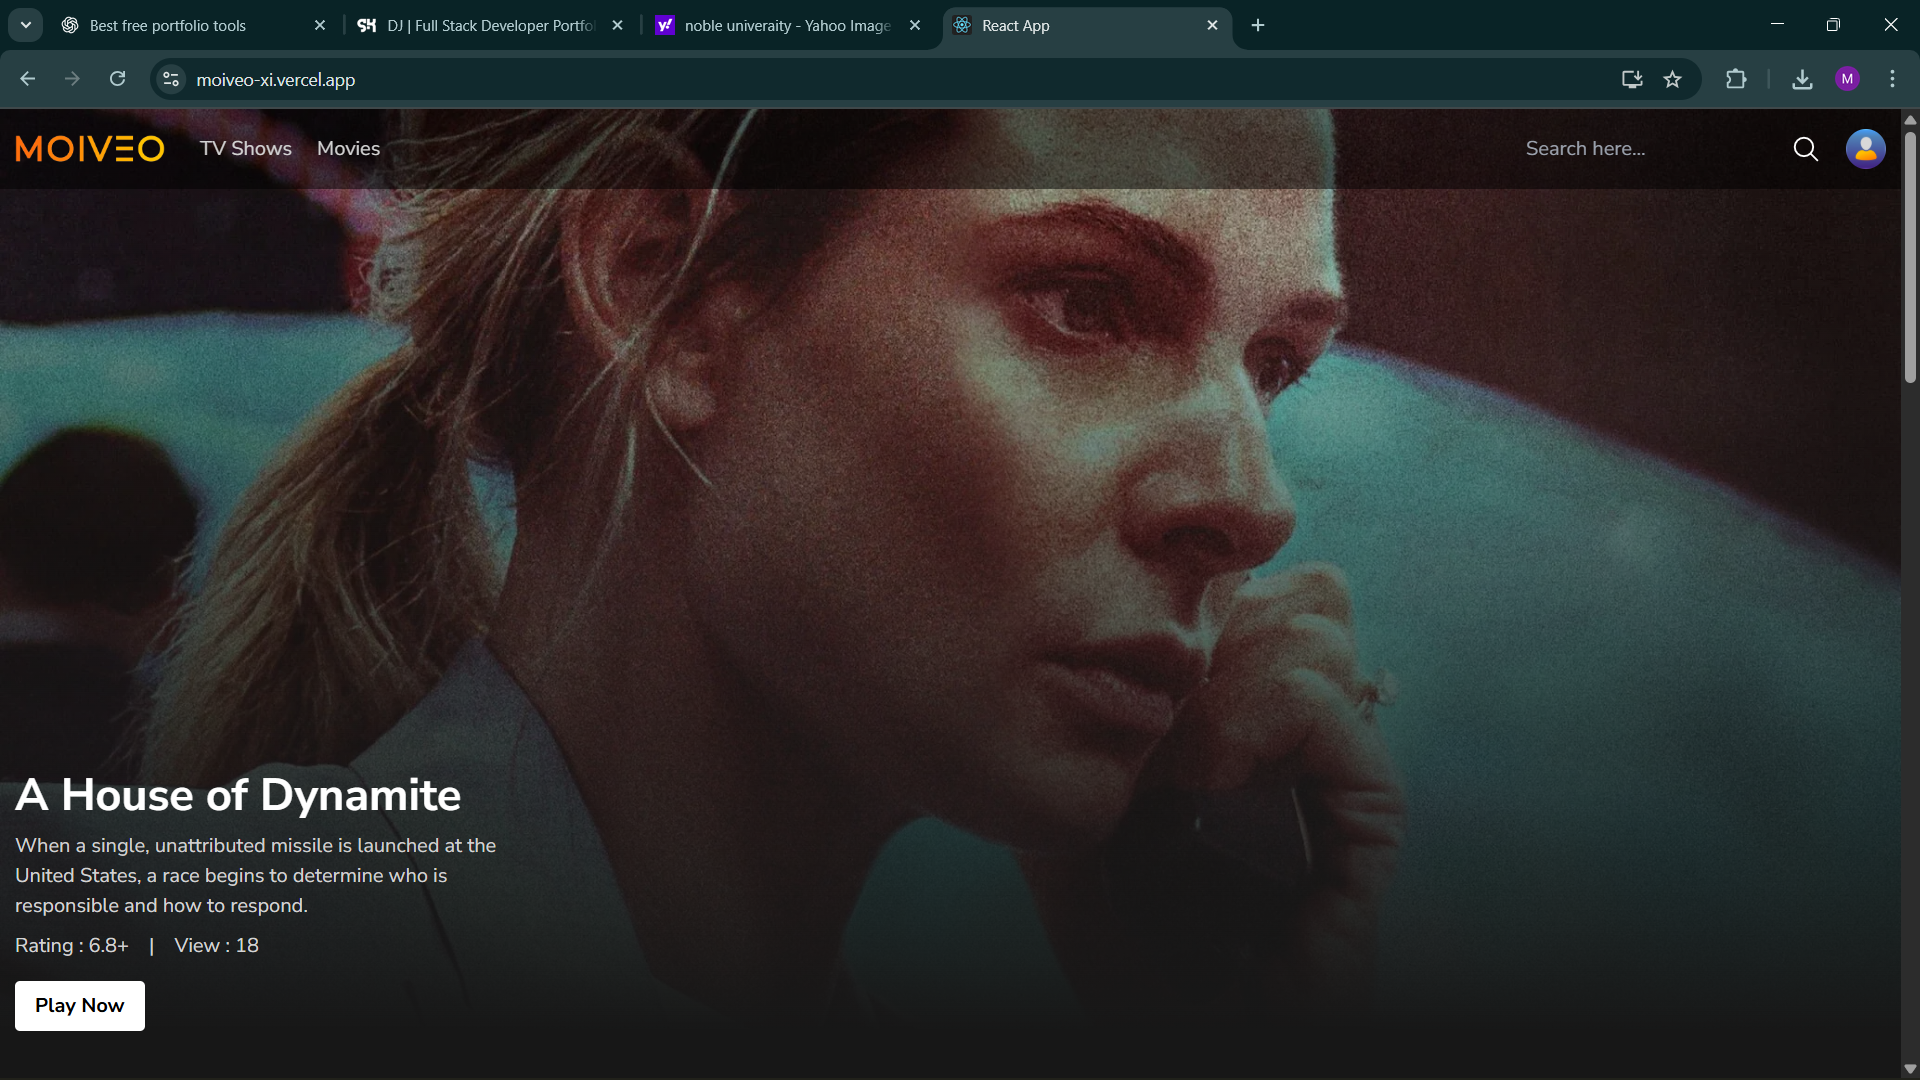 Best free portfolio tools
DJ | Full Stack Developer Portfo
noble univeraity - Yahoo Image
React App
moiveo-xi.vercel.app
M
MOIVEO
TV Shows
Movies
Search here...
A House of Dynamite
When a single, unattributed missile is launched at the
United States, a race begins to determine who is
responsible and how to respond.
Rating : 6.8+ | View : 18
Play Now